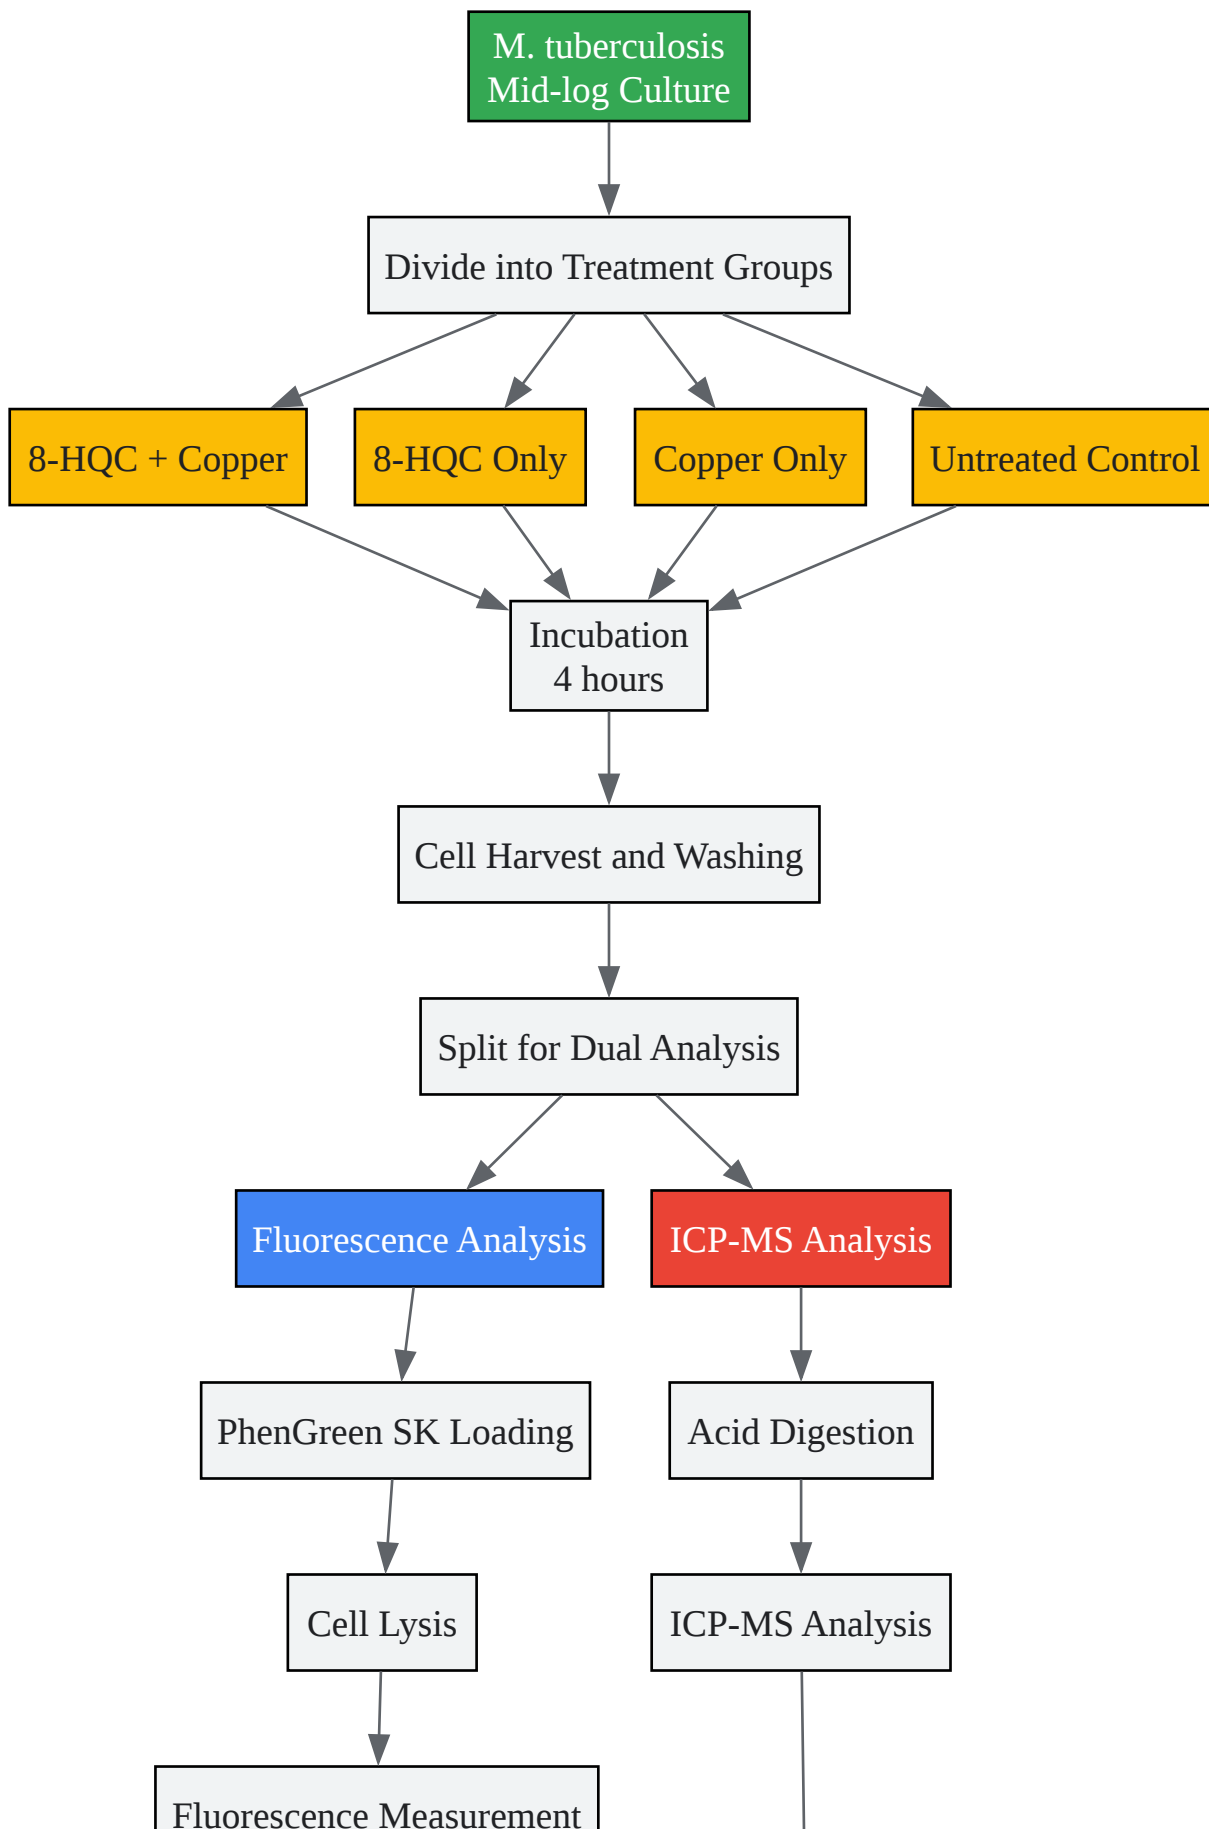 M. tuberculosis
Mid-log Culture
Divide into Treatment Groups
8-HQC + Copper
8-HQC Only
Copper Only
Untreated Control
Incubation
4 hours
Cell Harvest and Washing
Split for Dual Analysis
Fluorescence Analysis
ICP-MS Analysis
PhenGreen SK Loading
Acid Digestion
Cell Lysis
ICP-MS Analysis
Fluorescence Measurement